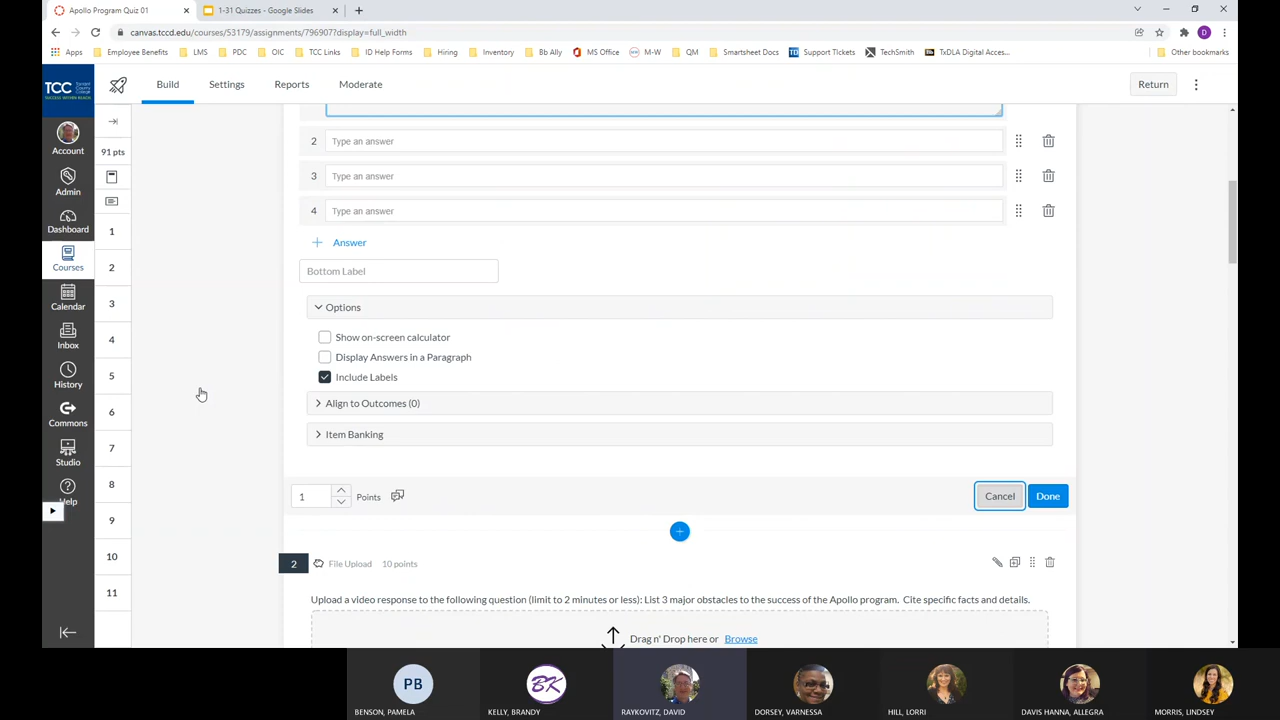 Apollo Program Quiz 01
1-31 Quizzes - Google Slides
canvas.tccd.edu/courses/53179/assignments/796907?display=full_width
D
Apps
Employee Benefits
LMS
PDC
OIC
TCC Links
ID Help Forms
Hiring
Inventory
Bb Ally
MS Office
M-W
QM
Smartsheet Docs
Support Tickets
TechSmith
TxDLA Digital Acces...
Other bookmarks
TCC
Build
Settings
Reports
Moderate
Return
Account
Admin
Dashboard
Courses
Calendar
Inbox
History
Commons
Studio
Help
91 pts
1
2
3
4
5
6
7
8
9
10
11
2 Type an answer
3 Type an answer
4 Type an answer
+ Answer
Bottom Label
Options
Show on-screen calculator
Display Answers in a Paragraph
Include Labels
Align to Outcomes (0)
Item Banking
1 Points
Cancel Done
2 File Upload 10 points
Upload a video response to the following question (limit to 2 minutes or less): List 3 major obstacles to the success of the Apollo program. Cite specific facts and details.
Drag n' Drop here or Browse
PB
BENSON, PAMELA
BK
KELLY, BRANDY
RAYKOVITZ, DAVID
DORSEY, VARNESSA
HILL, LORRI
DAVIS HANNA, ALLEGRA
MORRIS, LINDSEY